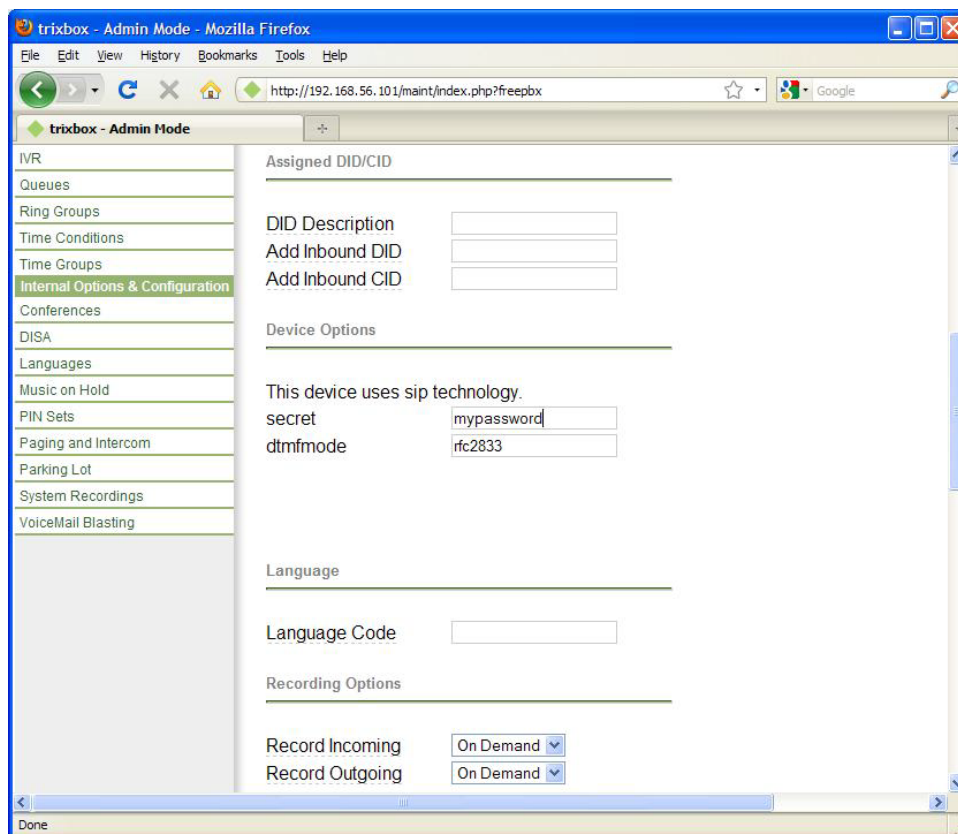 trixbox - Admin Mode - Mozilla Firefox
File Edit View History Bookmarks Tools Help
http://192.168.56.101/maint/index.php?freepbx
Google
trixbox - Admin Mode
IVR
Queues
Ring Groups
Time Conditions
Time Groups
Internal Options & Configuration
Conferences
DISA
Languages
Music on Hold
PIN Sets
Paging and Intercom
Parking Lot
System Recordings
VoiceMail Blasting
Assigned DID/CID
DID Description
Add Inbound DID
Add Inbound CID
Device Options
This device uses sip technology.
secret mypassword
dtmfmode rfc2833
Language
Language Code
Recording Options
Record Incoming On Demand
Record Outgoing On Demand
Done